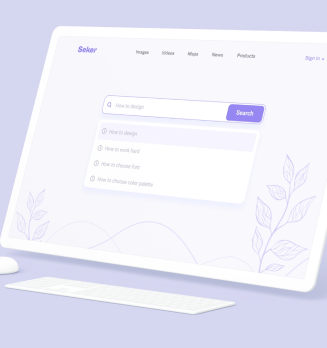 Seker
Images Videos Maps News Products
Sign in
How to design
Search
How to design
How to work hard
How to choose font
How to choose color palette